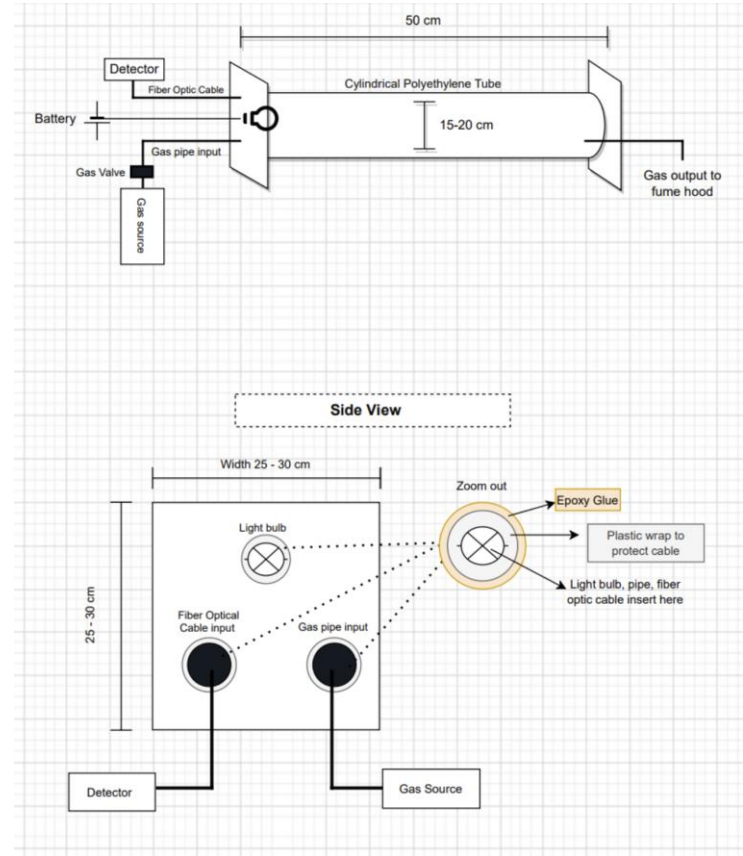 50 cm
Detector
Fiber Optic Cable
Cylindrical Polyethylene Tube
Battery
15-20 cm
Gas pipe input
Gas Valve
Gas source
Gas output to
fume hood
Side View
Width 25 - 30 cm
Zoom out
Epoxy Glue
Light bulb
Plastic wrap to
protect cable
Light bulb, pipe, fiber
optic cable insert here
25 - 30 cm
Fiber Optical
Cable input
Gas pipe input
Detector
Gas Source